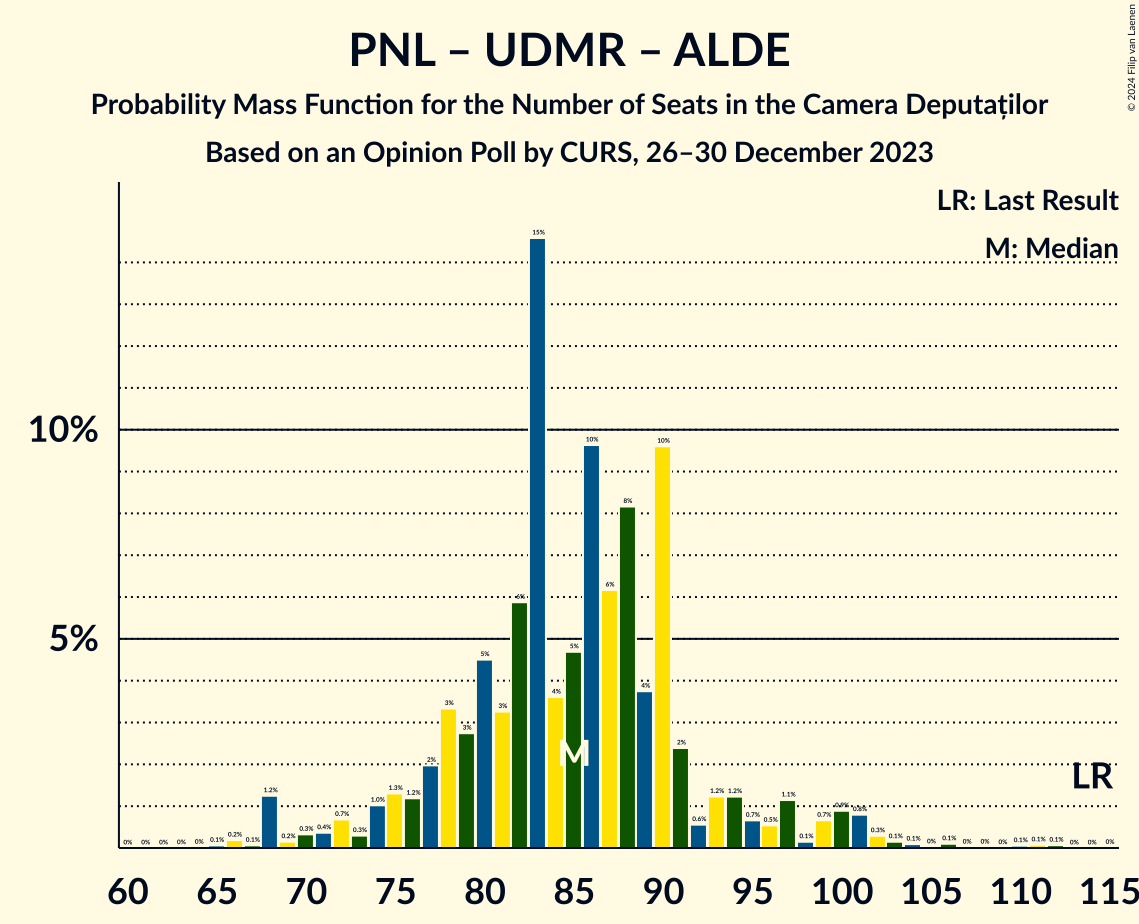 © 2024 Filip van Laenen
PNL – UDMR – ALDE
Probability Mass Function for the Number of Seats in the Camera Deputaților
Based on an Opinion Poll by CURS, 26–30 December 2023
LR: Last Result
M: Median
10%
5%
0% 0% 0% 0% 0% 0.1% 0.2% 0.1% 1.2% 0.2% 0.3% 0.4% 0.7% 0.3% 1.0% 1.3% 1.2% 2% 3% 3% 5% 3% 6% 15% 4% 5% 10% 6% 8% 4% 10% 2% 0.6% 1.2% 1.2% 0.7% 0.5% 1.1% 0.1% 0.7% 0.9% 0.8% 0.3% 0.1% 0.1% 0% 0.1% 0% 0% 0% 0.1% 0.1% 0.1% 0% 0% 0%
M
LR
60 65 70 75 80 85 90 95 100 105 110 115